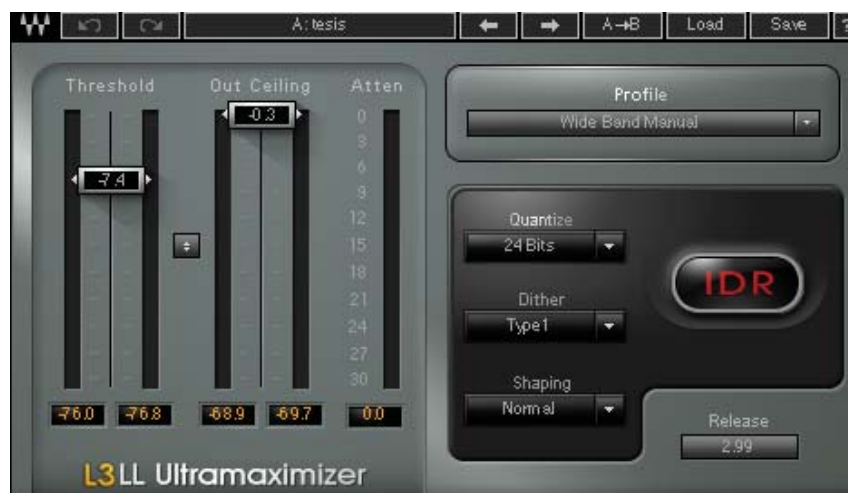 A: tesis
A→B
Load
Save
?
Threshold
Out Ceiling
Atten
-7.4
-0.3
0
3
6
9
12
15
18
21
24
27
30
-76.0
-76.8
-68.9
-69.7
0.0
L3LL Ultramaximizer
Profile
Wide Band Manual
Quantize
24 Bits
IDR
Dither
Type1
Shaping
Normal
Release
2.99